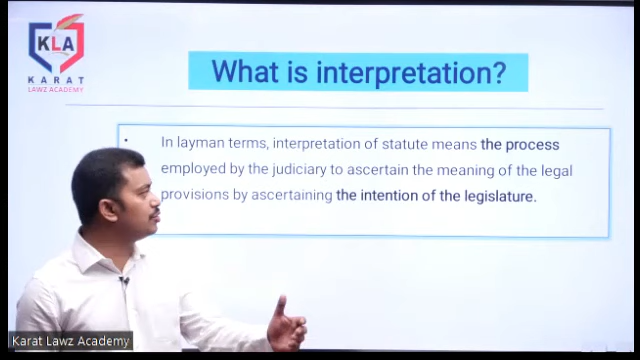 KLA
KARAT
LAWZ ACADEMY
What is interpretation?
• In layman terms, interpretation of statute means the process
employed by the judiciary to ascertain the meaning of the legal
provisions by ascertaining the intention of the legislature.
Karat Lawz Academy